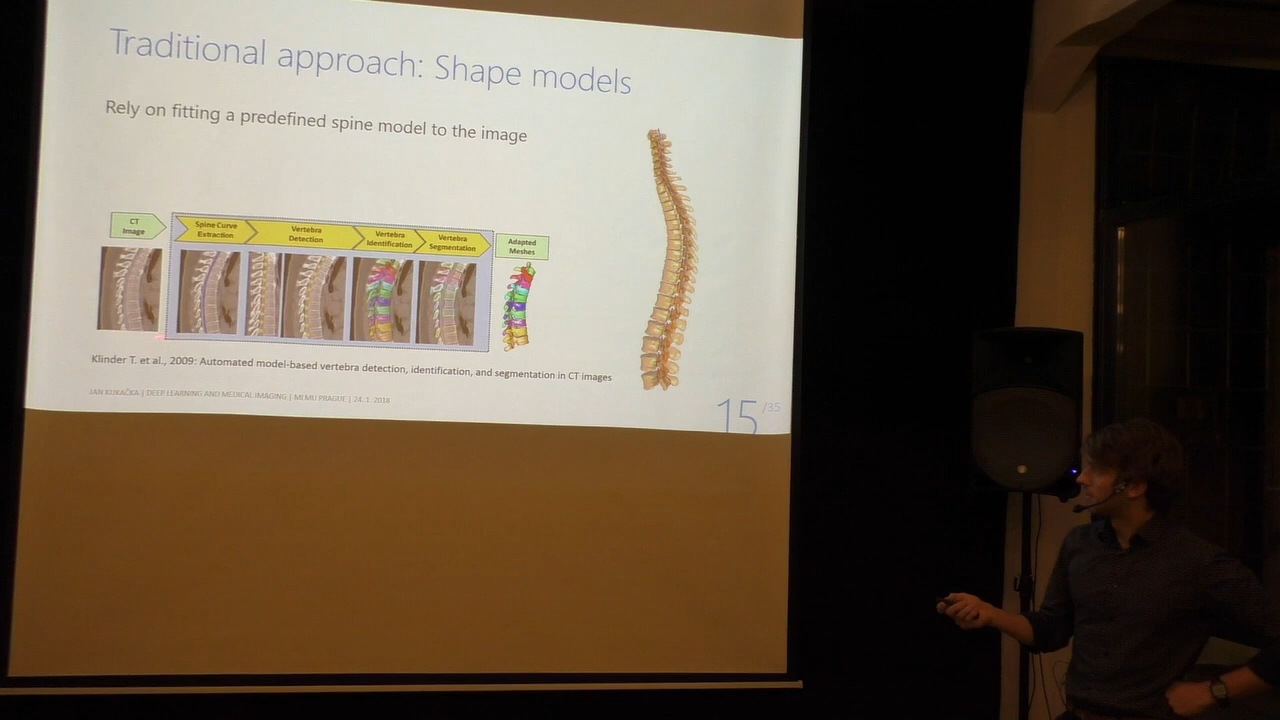 Traditional approach: Shape models
Rely on fitting a predefined spine model to the image
CT
Image
Spine Curve
Extraction
Vertebra
Detection
Vertebra
Identification
Vertebra
Segmentation
Adapted
Meshes
Klinder T. et al., 2009: Automated model-based vertebra detection, identification, and segmentation in CT images
JAN KUKAČKA | DEEP LEARNING AND MEDICAL IMAGING | MLMU PRAGUE | 24. 1. 2018
15/35